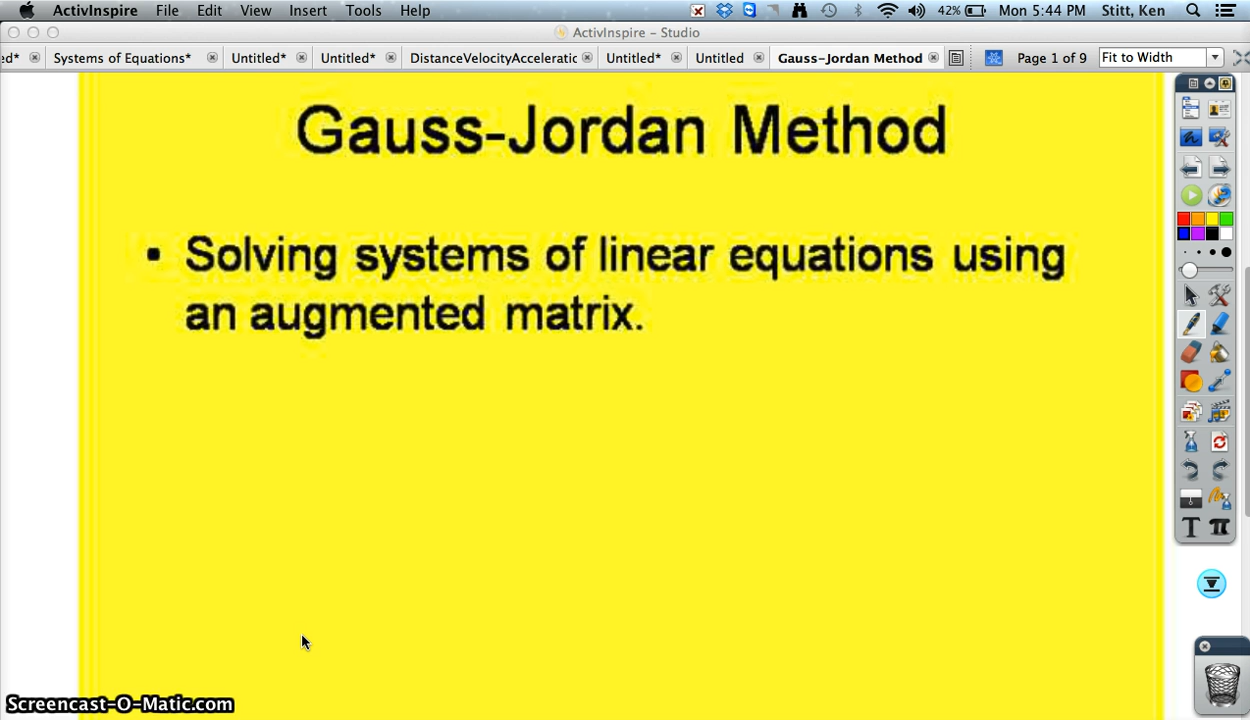 ActivInspire File Edit View Insert Tools Help 42% Mon 5:44 PM Stitt, Ken
ActivInspire – Studio
ed* Systems of Equations* Untitled* Untitled* DistanceVelocityAcceleratic Untitled* Untitled Gauss–Jordan Method Page 1 of 9 Fit to Width
Gauss-Jordan Method
• Solving systems of linear equations using
an augmented matrix.
T π
Screencast-O-Matic.com